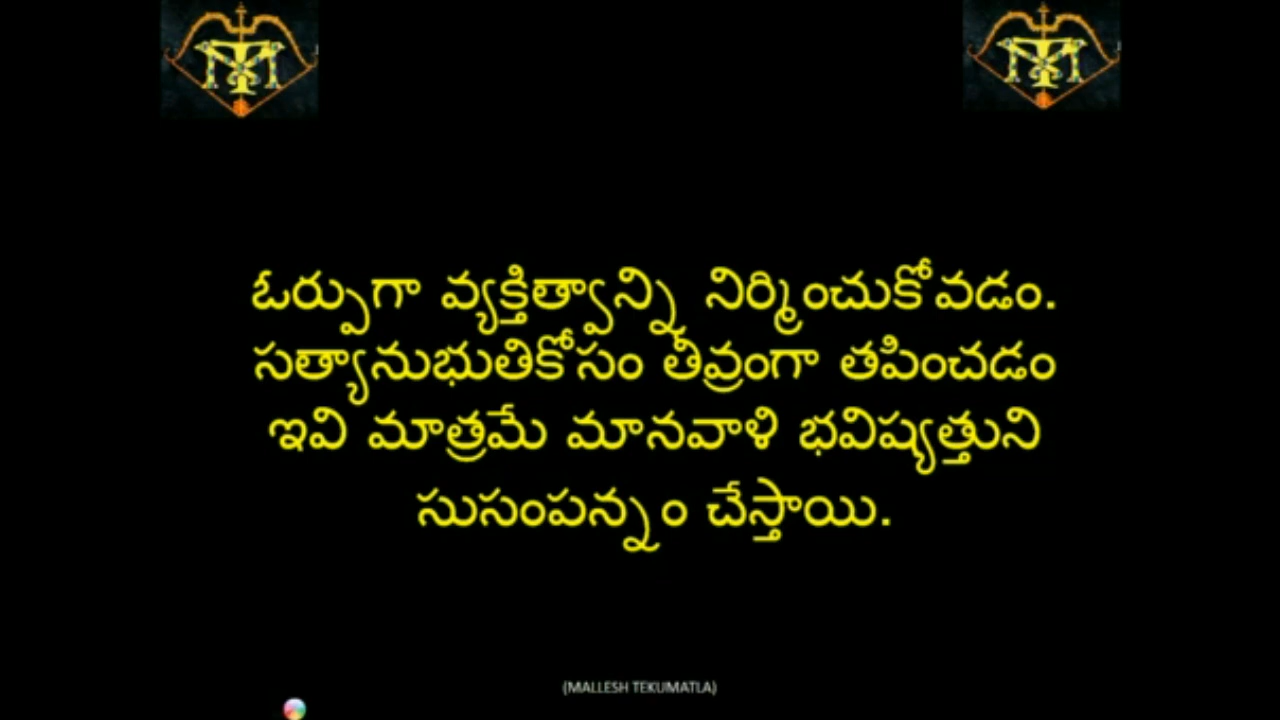 ఓర్పుగా వ్యక్తిత్వాన్ని నిర్మించుకోవడం.
సత్యానుభుతికోసం తీవ్రంగా తపించడం
ఇవి మాత్రమే మానవాళి భవిష్యత్తుని
సుసంపన్నం చేస్తాయి.
(MALLESH TEKUMATLA)